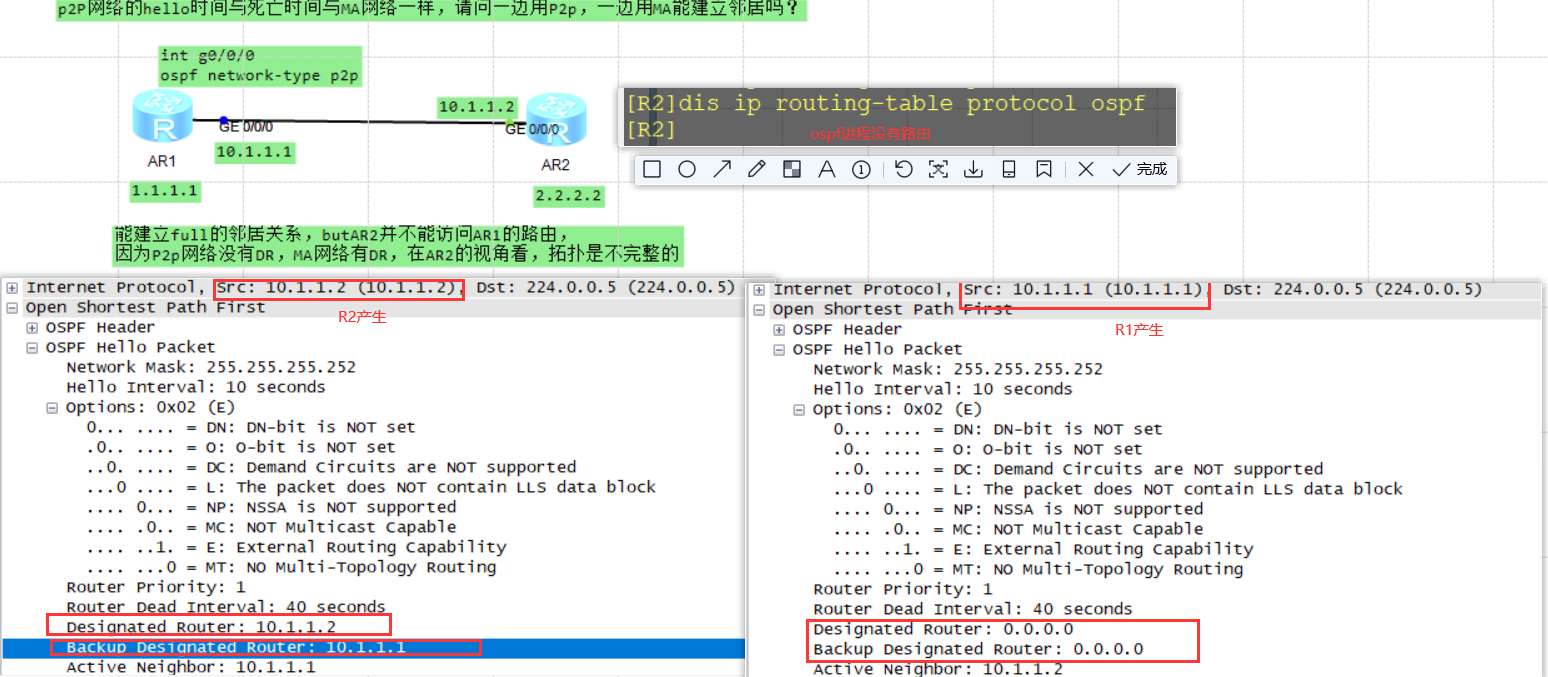 p2P网络的hello时间与死亡时间与MA网络一样，请问一边用P2p，一边用MA能建立邻居吗？
int g0/0/0
ospf network-type p2p
10.1.1.2
GE 0/0/0
GE 0/0/0
10.1.1.1
AR1
AR2
1.1.1.1
2.2.2.2
[R2]dis ip routing-table protocol ospf
[R2]
ospf进程没有路由
完成
能建立full的邻居关系，butAR2并不能访问AR1的路由，
因为P2p网络没有DR，MA网络有DR，在AR2的视角看，拓扑是不完整的
Internet Protocol, Src: 10.1.1.2 (10.1.1.2), Dst: 224.0.0.5 (224.0.0.5)
Open Shortest Path First
R2产生
OSPF Header
OSPF Hello Packet
Network Mask: 255.255.255.252
Hello Interval: 10 seconds
Options: 0x02 (E)
0... .... = DN: DN-bit is NOT set
.0.. .... = O: O-bit is NOT set
..0. .... = DC: Demand Circuits are NOT supported
...0 .... = L: The packet does NOT contain LLS data block
.... 0... = NP: NSSA is NOT supported
.... .0.. = MC: NOT Multicast Capable
.... ..1. = E: External Routing Capability
.... ...0 = MT: NO Multi-Topology Routing
Router Priority: 1
Router Dead Interval: 40 seconds
Designated Router: 10.1.1.2
Backup Designated Router: 10.1.1.1
Active Neighbor: 10.1.1.1
Internet Protocol, Src: 10.1.1.1 (10.1.1.1), Dst: 224.0.0.5 (224.0.0.5)
Open Shortest Path First
R1产生
OSPF Header
OSPF Hello Packet
Network Mask: 255.255.255.252
Hello Interval: 10 seconds
Options: 0x02 (E)
0... .... = DN: DN-bit is NOT set
.0.. .... = O: O-bit is NOT set
..0. .... = DC: Demand Circuits are NOT supported
...0 .... = L: The packet does NOT contain LLS data block
.... 0... = NP: NSSA is NOT supported
.... .0.. = MC: NOT Multicast Capable
.... ..1. = E: External Routing Capability
.... ...0 = MT: NO Multi-Topology Routing
Router Priority: 1
Router Dead Interval: 40 seconds
Designated Router: 0.0.0.0
Backup Designated Router: 0.0.0.0
Active Neighbor: 10.1.1.2